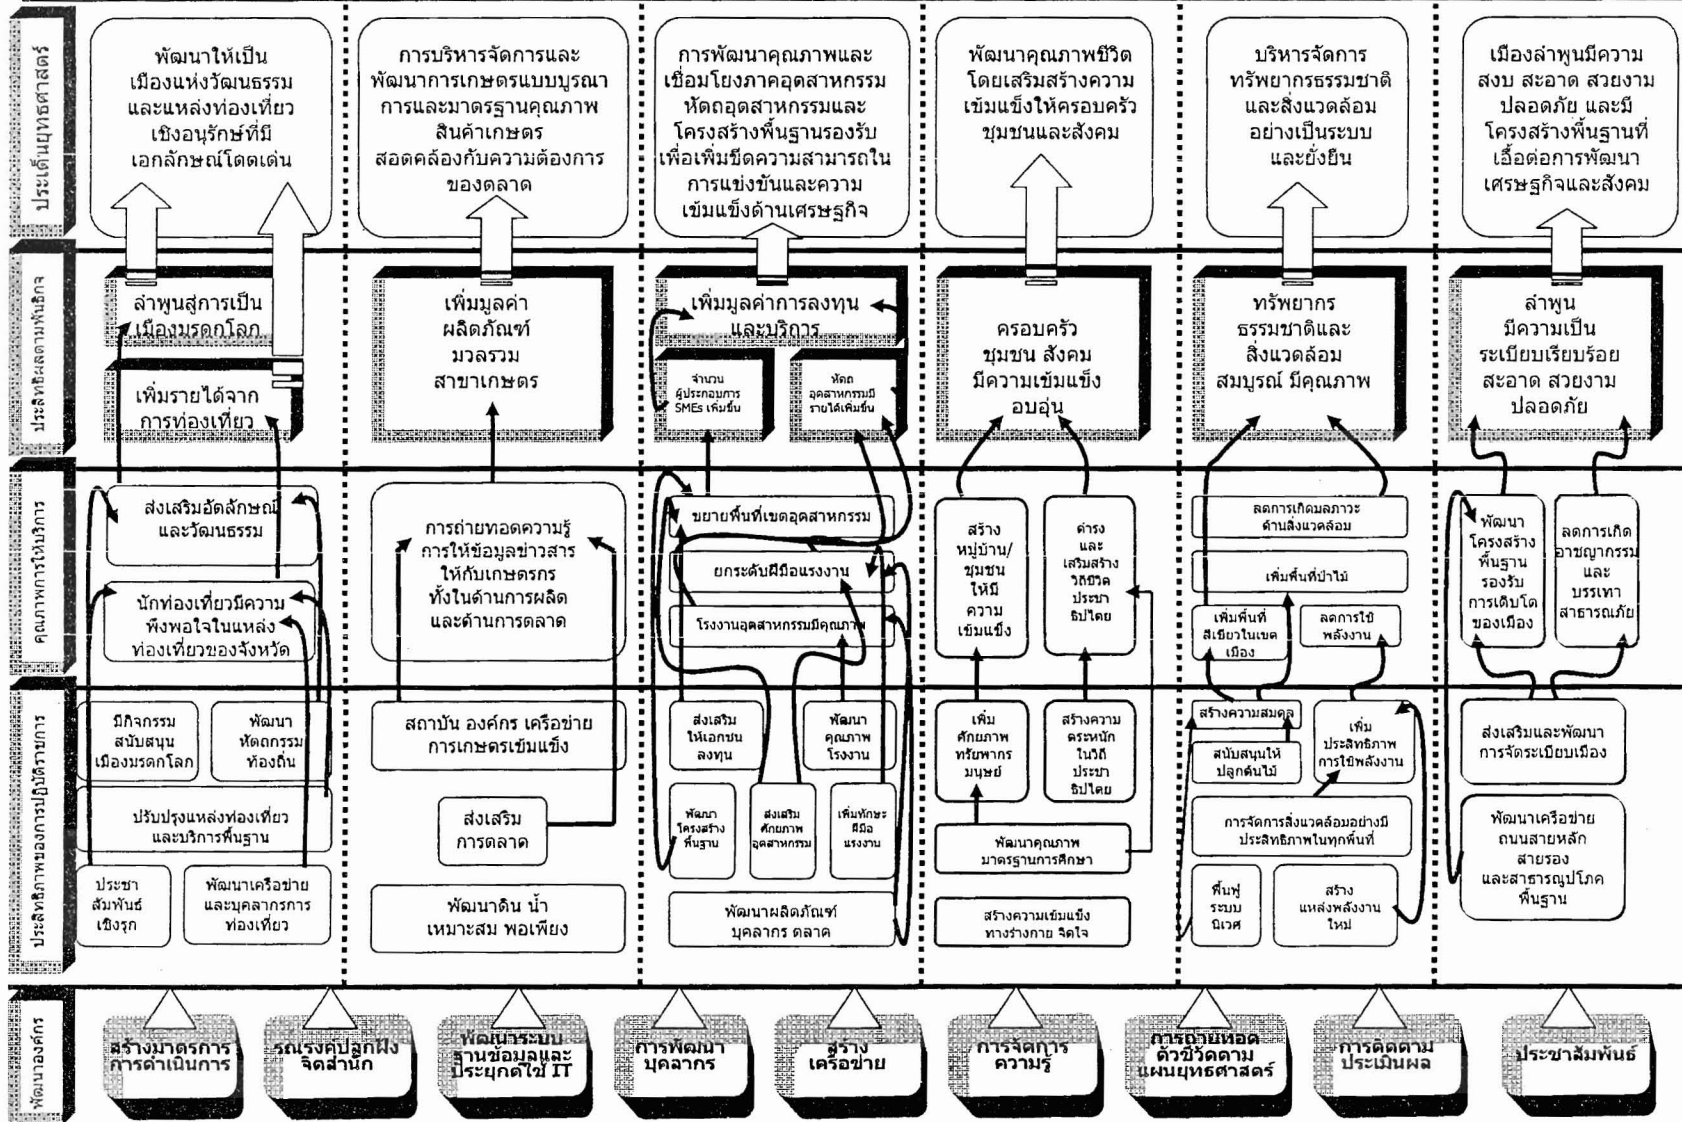 ประเด็นยุทธศาสตร์
พัฒนาให้เป็น
เมืองแห่งวัฒนธรรม
และแหล่งท่องเที่ยว
เชิงอนุรักษ์ที่มี
เอกลักษณ์โดดเด่น
การบริหารจัดการและ
พัฒนาการเกษตรแบบบูรณา
การและมาตรฐานคุณภาพ
สินค้าเกษตร
สอดคล้องกับความต้องการ
ของตลาด
การพัฒนาคุณภาพและ
เชื่อมโยงภาคอุตสาหกรรม
หัตถอุตสาหกรรมและ
โครงสร้างพื้นฐานรองรับ
เพื่อเพิ่มขีดความสามารถใน
การแข่งขันและความ
เข้มแข็งด้านเศรษฐกิจ
พัฒนาคุณภาพชีวิต
โดยเสริมสร้างความ
เข้มแข็งให้ครอบครัว
ชุมชนและสังคม
บริหารจัดการ
ทรัพยากรธรรมชาติ
และสิ่งแวดล้อม
อย่างเป็นระบบ
และยั่งยืน
เมืองลำพูนมีความ
สงบ สะอาด สวยงาม
ปลอดภัย และมี
โครงสร้างพื้นฐานที่
เอื้อต่อการพัฒนา
เศรษฐกิจและสังคม
ประสิทธิผลตามพันธกิจ
ลำพูนสู่การเป็น
เมืองมรดกโลก
เพิ่มรายได้จาก
การท่องเที่ยว
เพิ่มมูลค่า
ผลิตภัณฑ์
มวลรวม
สาขาเกษตร
เพิ่มมูลค่าการลงทุน
และบริการ
จำนวน
ผู้ประกอบการ
SMEs เพิ่มขึ้น
หัตถ
อุตสาหกรรมมี
รายได้เพิ่มขึ้น
ครอบครัว
ชุมชน สังคม
มีความเข้มแข็ง
อบอุ่น
ทรัพยากร
ธรรมชาติและ
สิ่งแวดล้อม
สมบูรณ์ มีคุณภาพ
ลำพูน
มีความเป็น
ระเบียบเรียบร้อย
สะอาด สวยงาม
ปลอดภัย
คุณภาพการให้บริการ
ส่งเสริมอัตลักษณ์
และวัฒนธรรม
นักท่องเที่ยวมีความ
พึงพอใจในแหล่ง
ท่องเที่ยวของจังหวัด
การถ่ายทอดความรู้
การให้ข้อมูลข่าวสาร
ให้กับเกษตรกร
ทั้งในด้านการผลิต
และด้านการตลาด
ขยายพื้นที่เขตอุตสาหกรรม
ยกระดับฝีมือแรงงาน
โรงงานอุตสาหกรรมมีคุณภาพ
สร้าง
หมู่บ้าน/
ชุมชน
ให้มี
ความ
เข้มแข็ง
ดำรง
และ
เสริมสร้าง
วิถีชีวิต
ประชา
ธิปไตย
ลดการเกิดมลภาวะ
ด้านสิ่งแวดล้อม
เพิ่มพื้นที่ป่าไม้
เพิ่มพื้นที่
สีเขียวในเขต
เมือง
ลดการใช้
พลังงาน
พัฒนา
โครงสร้าง
พื้นฐาน
รองรับ
การเติบโต
ของเมือง
ลดการเกิด
อาชญากรรม
และ
บรรเทา
สาธารณภัย
ประสิทธิภาพของการปฏิบัติราชการ
มีกิจกรรม
สนับสนุน
เมืองมรดกโลก
พัฒนา
หัตถกรรม
ท้องถิ่น
ปรับปรุงแหล่งท่องเที่ยว
และบริการพื้นฐาน
ประชา
สัมพันธ์
เชิงรุก
พัฒนาเครือข่าย
และบุคลากรการ
ท่องเที่ยว
สถาบัน องค์กร เครือข่าย
การเกษตรเข้มแข็ง
ส่งเสริม
การตลาด
พัฒนาดิน น้ำ
เหมาะสม พอเพียง
ส่งเสริม
ให้เอกชน
ลงทุน
พัฒนา
คุณภาพ
โรงงาน
พัฒนา
โครงสร้าง
พื้นฐาน
ส่งเสริม
ศักยภาพ
อุตสาหกรรม
เพิ่มทักษะ
ฝีมือ
แรงงาน
พัฒนาผลิตภัณฑ์
บุคลากร ตลาด
เพิ่ม
ศักยภาพ
ทรัพยากร
มนุษย์
สร้างความ
ตระหนัก
ในวิถี
ประชา
ธิปไตย
พัฒนาคุณภาพ
มาตรฐานการศึกษา
สร้างความเข้มแข็ง
ทางร่างกาย จิตใจ
สร้างความสมดุล
สนับสนุนให้
ปลูกต้นไม้
เพิ่ม
ประสิทธิภาพ
การใช้พลังงาน
การจัดการสิ่งแวดล้อมอย่างมี
ประสิทธิภาพในทุกพื้นที่
ฟื้นฟู
ระบบ
นิเวศ
สร้าง
แหล่งพลังงาน
ใหม่
ส่งเสริมและพัฒนา
การจัดระเบียบเมือง
พัฒนาเครือข่าย
ถนนสายหลัก
สายรอง
และสาธารณูปโภค
พื้นฐาน
พัฒนาองค์กร
สร้างมาตรการ
การดำเนินการ
รณรงค์ปลูกฝัง
จิตสำนึก
พัฒนาระบบ
ฐานข้อมูลและ
ประยุกต์ใช้ IT
การพัฒนา
บุคลากร
สร้าง
เครือข่าย
การจัดการ
ความรู้
การถ่ายทอด
ตัวชี้วัดตาม
แผนยุทธศาสตร์
การติดตาม
ประเมินผล
ประชาสัมพันธ์